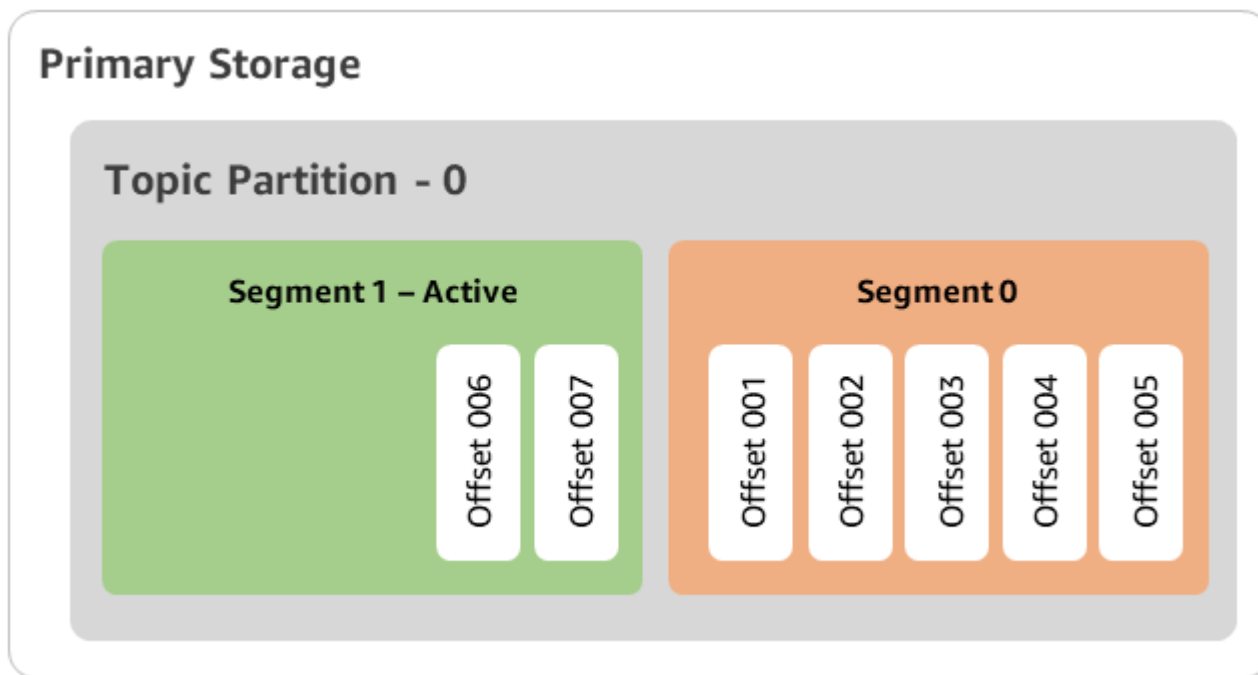 Primary Storage
Topic Partition - 0
Segment 1 – Active
Offset 006
Offset 007
Segment 0
Offset 001
Offset 002
Offset 003
Offset 004
Offset 005